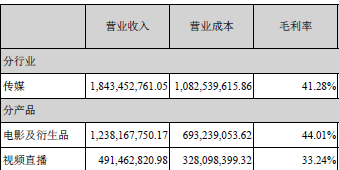 营业收入 营业成本 毛利率
分行业
传媒 1,843,452,761.05 1,082,539,615.86 41.28%
分产品
电影及衍生品 1,238,167,750.17 693,239,053.62 44.01%
视频直播 491,462,820.98 328,098,399.32 33.24%